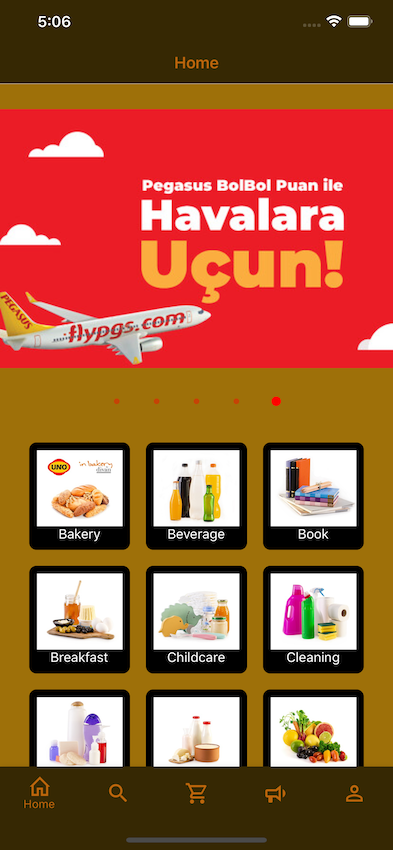 5:06
Home
Pegasus BolBol Puan ile
Havalara
Uçun!
PEGASUS
flypgs.com
UNO
in bakery
divan
Bakery
Beverage
Book
Breakfast
Childcare
Cleaning
Home